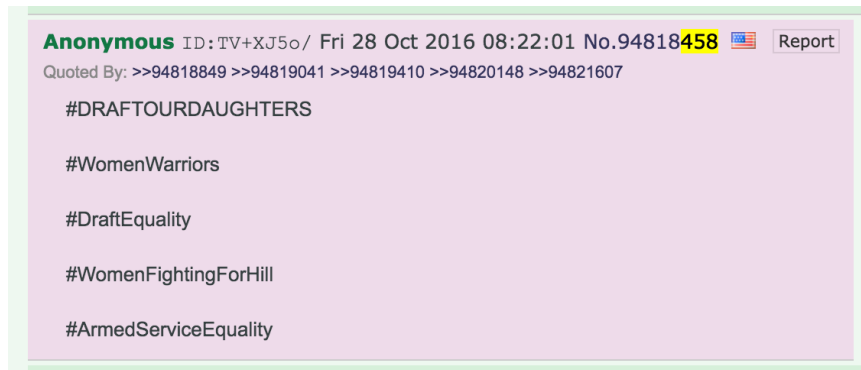 Anonymous ID:TV+XJ5o/ Fri 28 Oct 2016 08:22:01 No.94818458 Report
Quoted By: >>94818849 >>94819041 >>94819410 >>94820148 >>94821607
#DRAFTOURDAUGHTERS
#WomenWarriors
#DraftEquality
#WomenFightingForHill
#ArmedServiceEquality